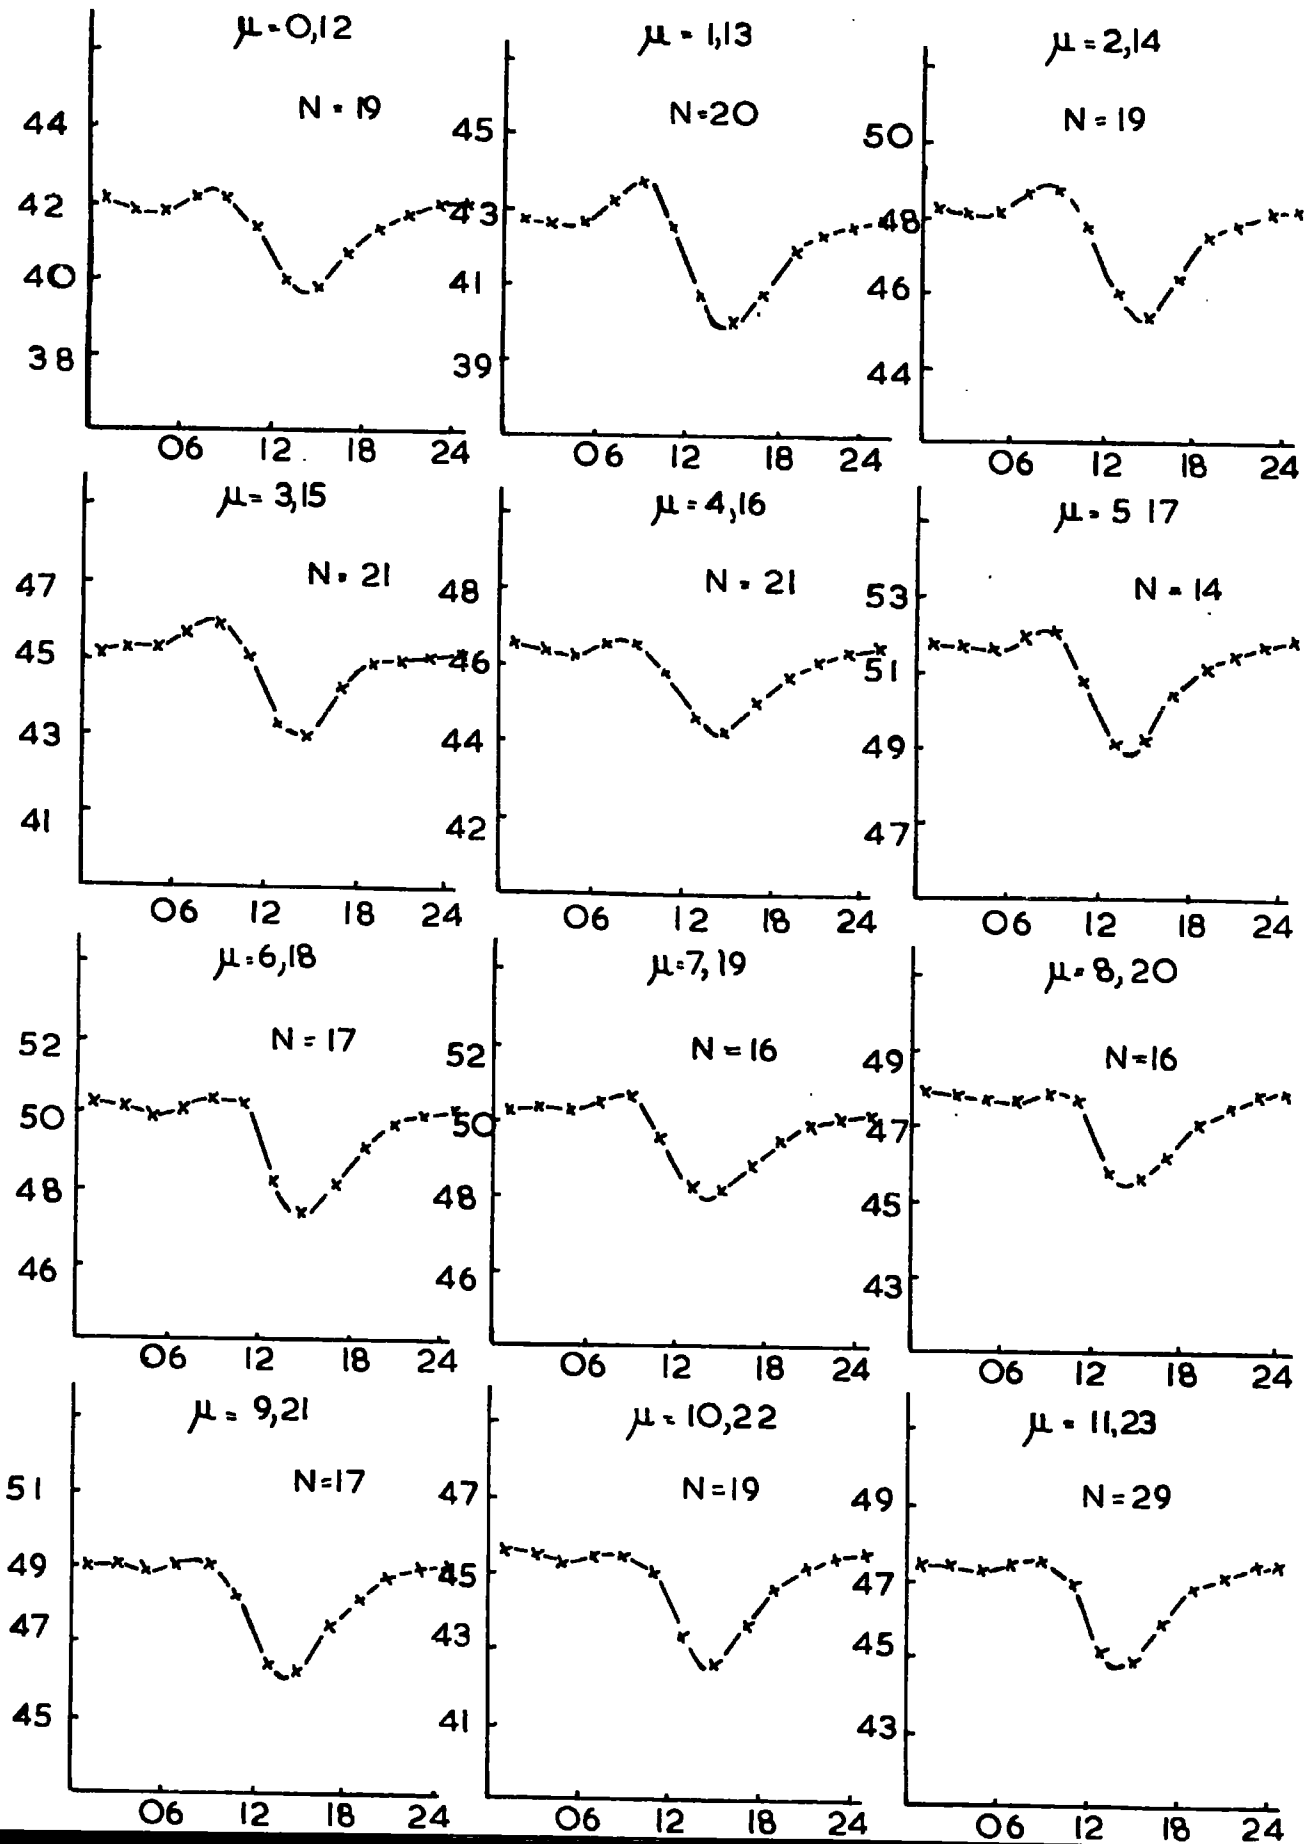 μ = 0,12
N = 19
44
42
40
38
06 12 18 24
μ = 1,13
N = 20
45
43
41
39
06 12 18 24
μ = 2,14
N = 19
50
48
46
44
06 12 18 24
μ = 3,15
N = 21
47
45
43
41
06 12 18 24
μ = 4,16
N = 21
48
46
44
42
06 12 18 24
μ = 5 17
N = 14
53
51
49
47
06 12 18 24
μ = 6,18
N = 17
52
50
48
46
06 12 18 24
μ = 7,19
N = 16
52
50
48
46
06 12 18 24
μ = 8,20
N = 16
49
47
45
43
06 12 18 24
μ = 9,21
N = 17
51
49
47
45
06 12 18 24
μ = 10,22
N = 19
47
45
43
41
06 12 18 24
μ = 11,23
N = 29
49
47
45
43
06 12 18 24